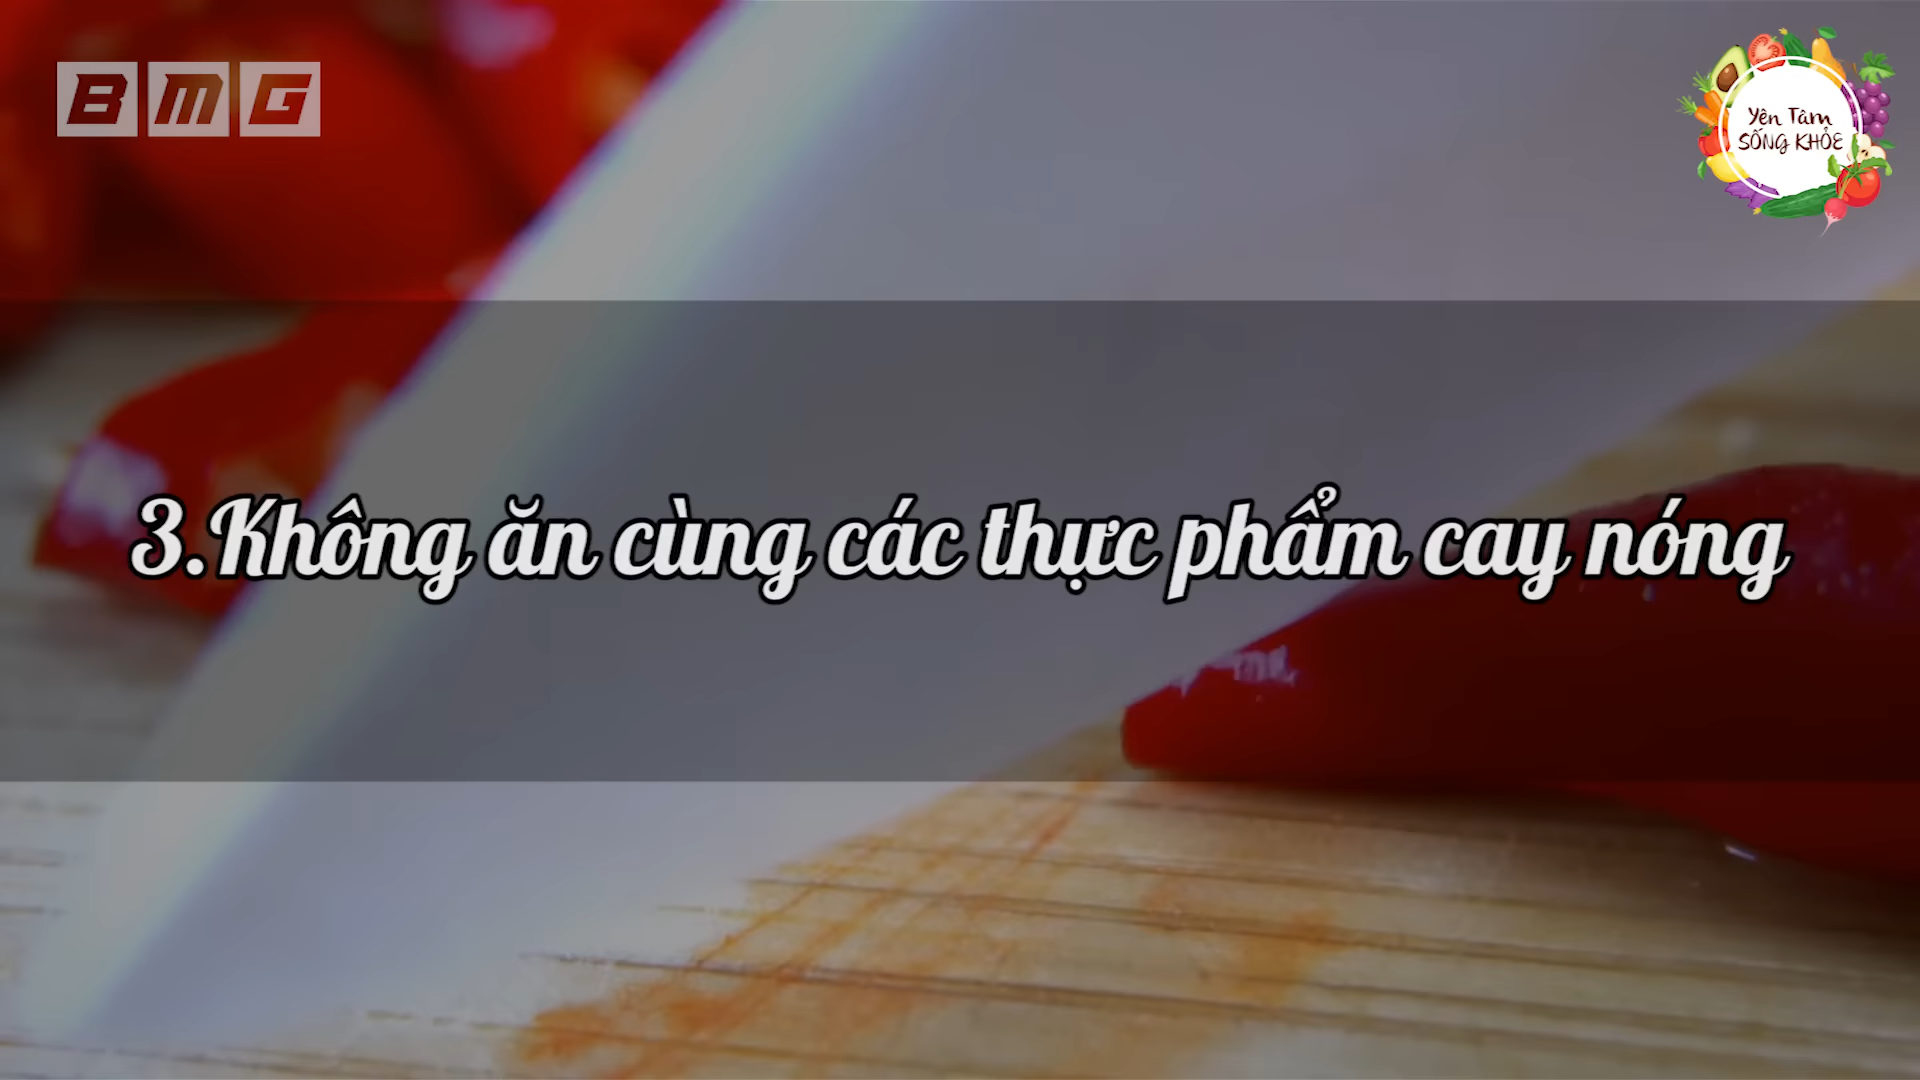 BMG
Yên Tâm
SỐNG KHỎE
3.Không ăn cùng các thực phẩm cay nóng